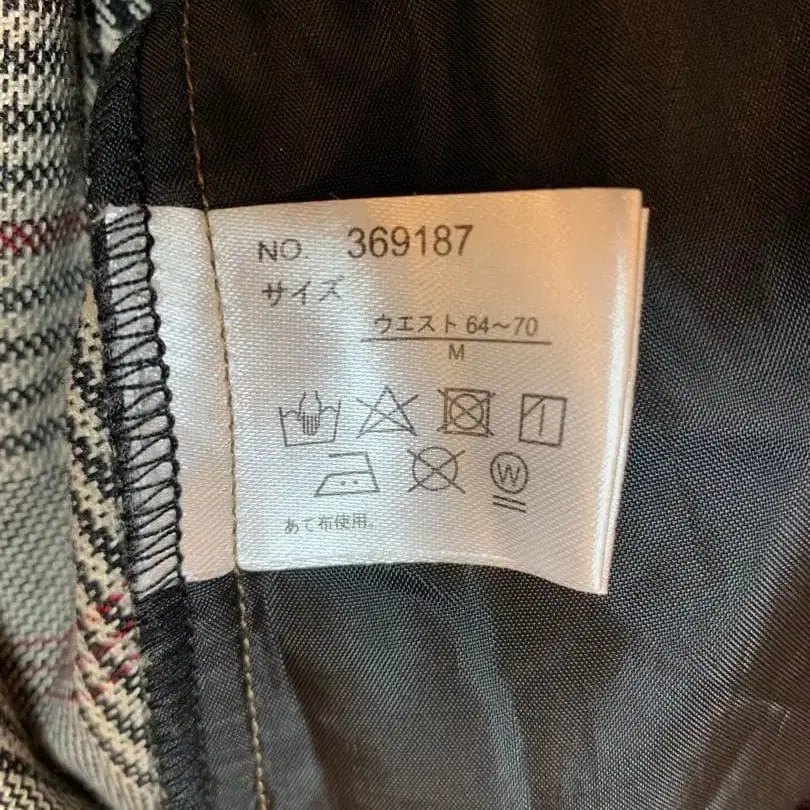 NO 369187
サイズ
ウエスト 64～70
M
W
あて布使用。